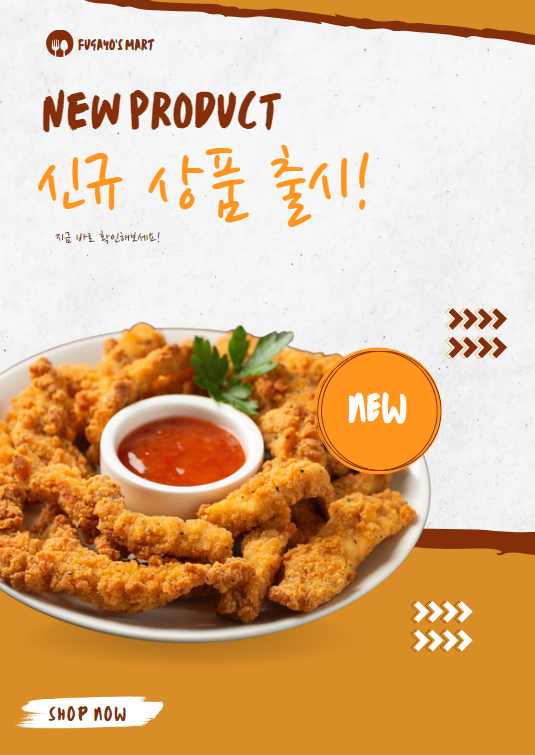 FUGAYO'S MART
NEW PRODUCT
신규 상품 출시!
지금 바로 확인해보세요!
NEW
SHOP NOW